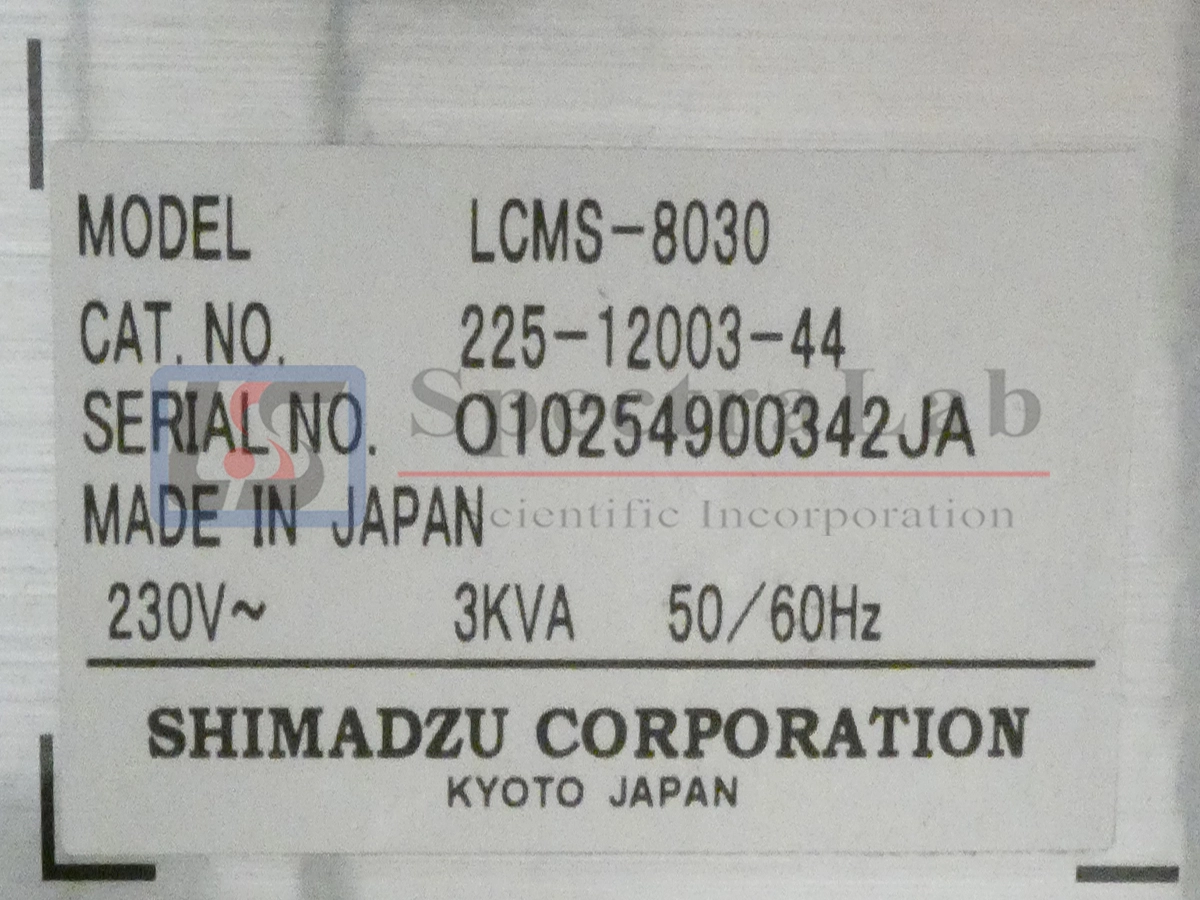 MODEL LCMS-8030
CAT. NO. 225-12003-44
SERIAL NO. O10254900342JA
Spectra Lab
MADE IN JAPAN
Scientific Incorporated
230V~ 3KVA 50/60Hz
SHIMADZU CORPORATION
KYOTO JAPAN